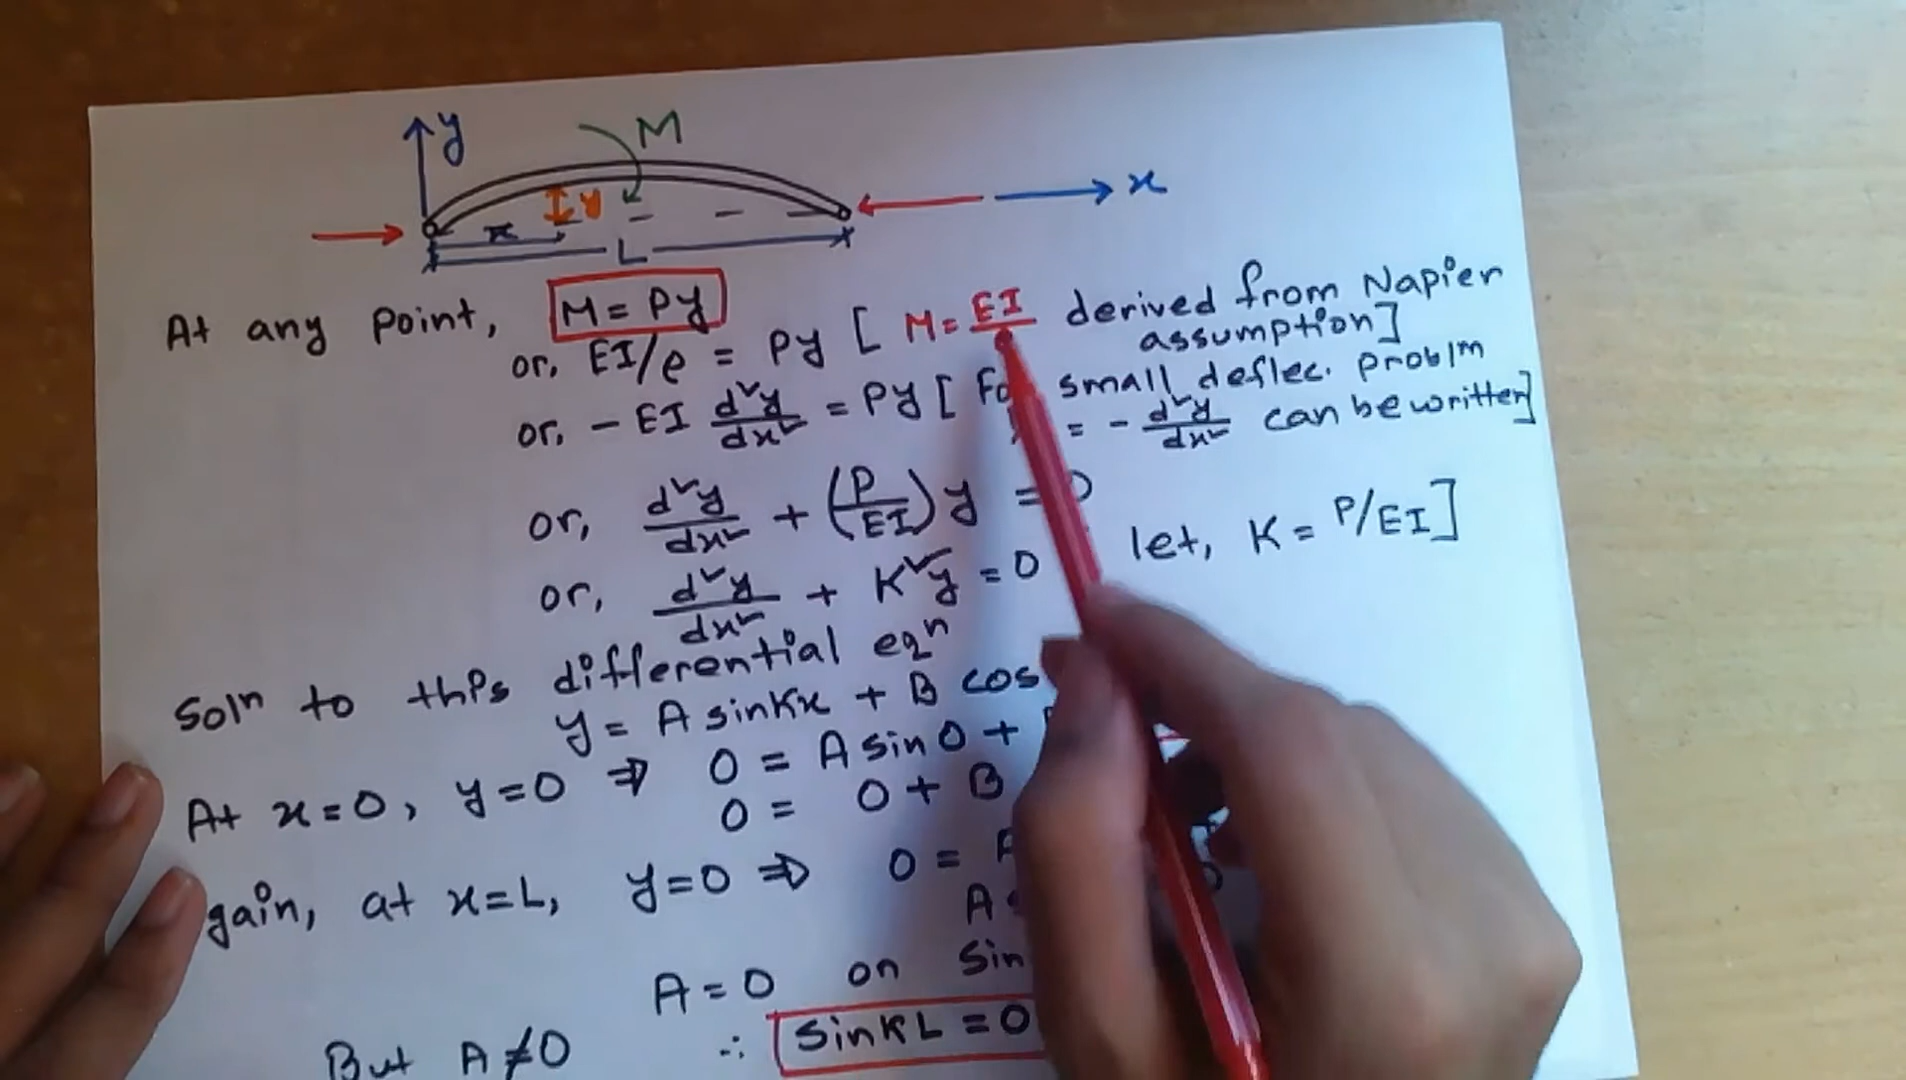 y
M
y
x
x
L
At any point, M = Py
or, EI/ρ = Py [ M = EI derived from Napier
assumption]
or, - EI d²y/dx² = Py [ small deflec. problm
= - d²y/dx² can be written]
or, d²y/dx² + (P/EI) y = 0
or, d²y/dx² + K²y = 0 let, K = P/EI]
Soln to this differential eqn
y = A sinKx + B cos
At x=0, y=0 ⇒ 0 = A sin 0 +
0 = 0 + B
gain, at x=L, y=0 ⇒ 0 =
A
A = 0 on Sin
But A≠0 ∴ SinKL = 0